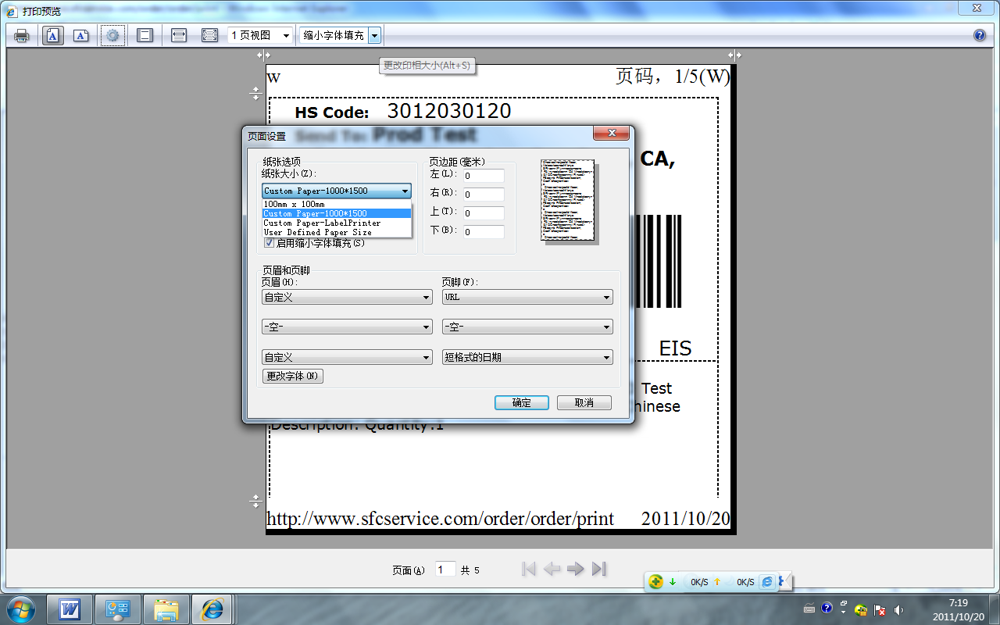 打印预览
1 页视图
缩小字体填充
更改印相大小(Alt+S)
w
页码，1/5(W)
HS Code: 3012030120
Send To: Prod Test
页面设置
CA,
纸张选项
纸张大小(Z):
Custom Paper-1000*1500
100mm x 100mm
Custom Paper-1000*1500
Custom Paper-LabelPrinter
User Defined Paper Size
启用缩小字体填充(S)
页边距(毫米)
左(L): 0
右(R): 0
上(T): 0
下(B): 0
页眉和页脚
页眉(H):
页脚(F):
自定义
URL
-空-
-空-
自定义
短格式的日期
更改字体(N)
确定
取消
EIS
Test
hinese
Description: Quantity:1
http://www.sfcservice.com/order/order/print
2011/10/20
页面(A) 1 共 5
0K/S
0K/S
7:19
2011/10/20